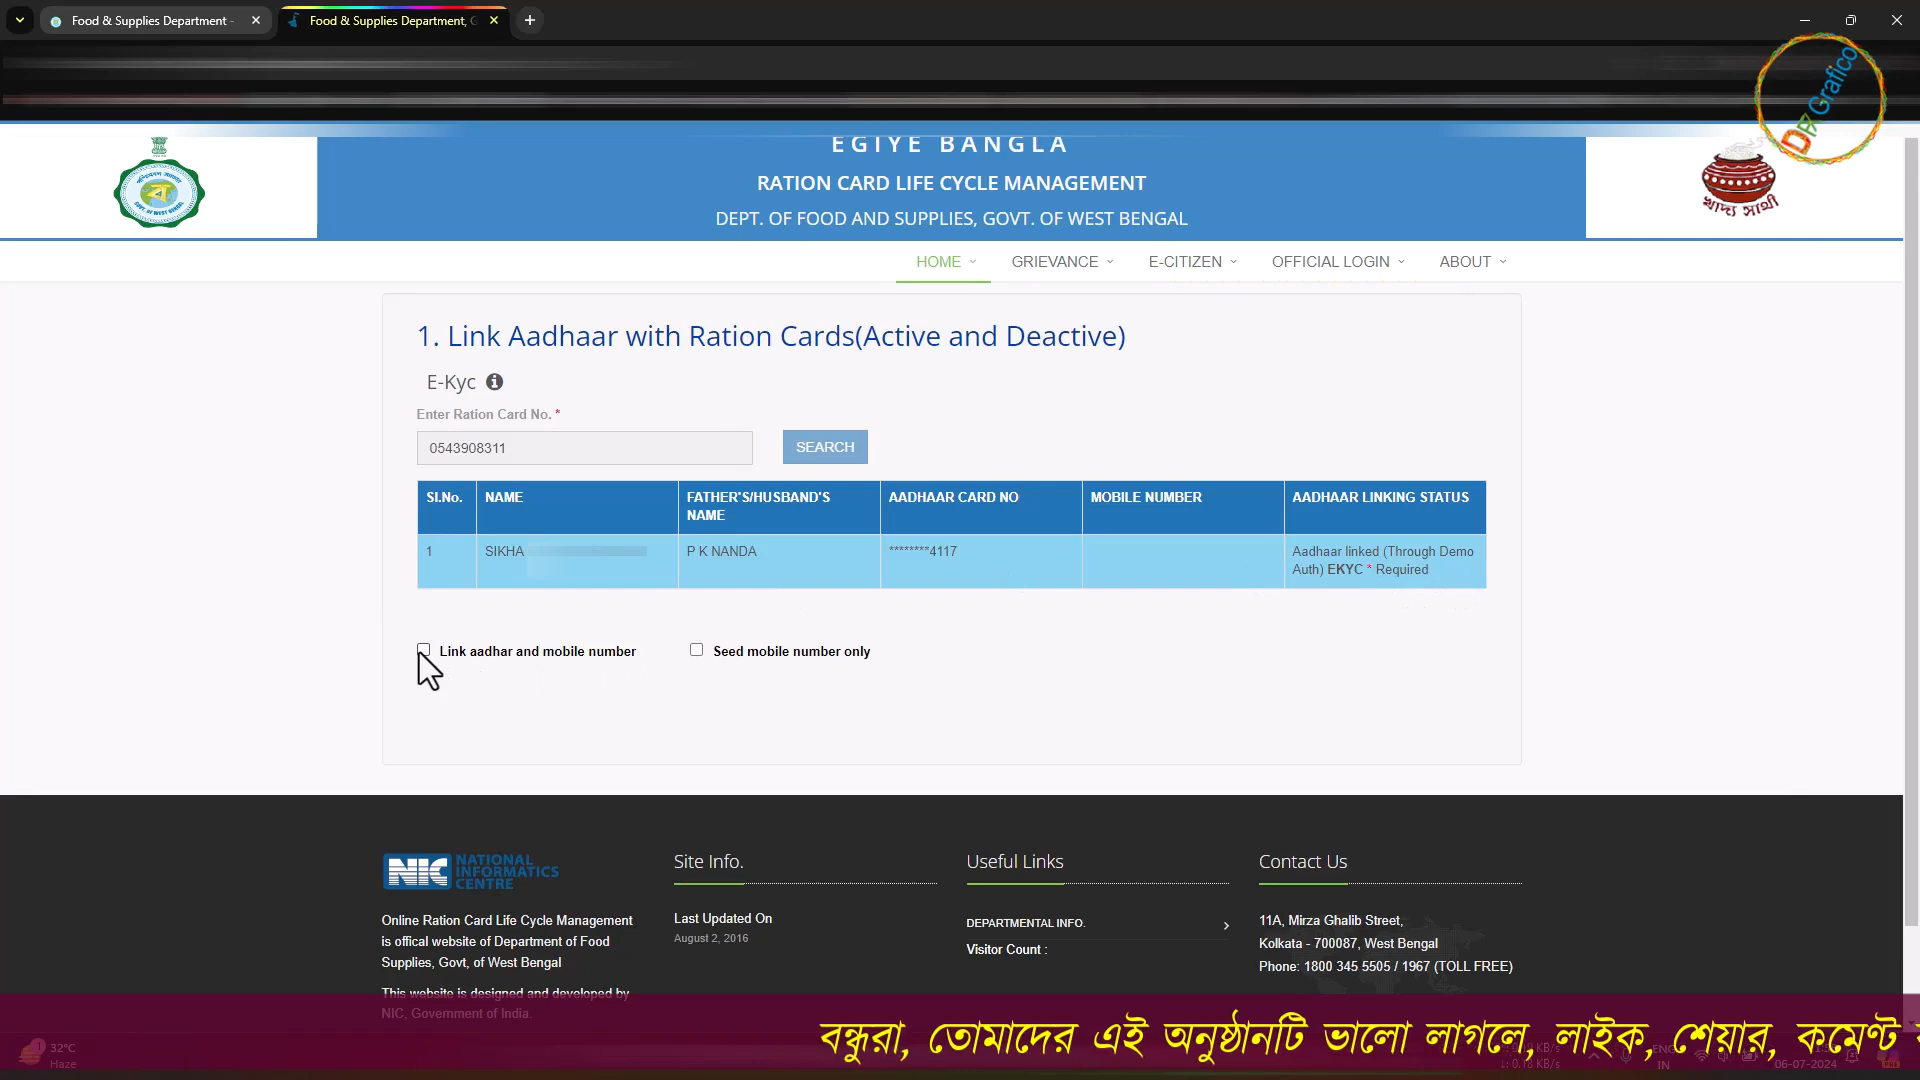 Food & Supplies Department -
Food & Supplies Department, G
Dip Grafico
EGIYE BANGLA
RATION CARD LIFE CYCLE MANAGEMENT
DEPT. OF FOOD AND SUPPLIES, GOVT. OF WEST BENGAL
খাদ্য সাথী
HOME
GRIEVANCE
E-CITIZEN
OFFICIAL LOGIN
ABOUT
1. Link Aadhaar with Ration Cards(Active and Deactive)
E-Kyc
Enter Ration Card No. *
0543908311
SEARCH
Sl.No. NAME FATHER'S/HUSBAND'S NAME AADHAAR CARD NO MOBILE NUMBER AADHAAR LINKING STATUS
1 SIKHA P K NANDA ********4117 Aadhaar linked (Through Demo
Auth) EKYC * Required
Link aadhar and mobile number
Seed mobile number only
NIC NATIONAL INFORMATICS CENTRE
Online Ration Card Life Cycle Management
is offical website of Department of Food
Supplies, Govt, of West Bengal
This website is designed and developed by
NIC, Government of India.
Site Info.
Last Updated On
August 2, 2016
Useful Links
DEPARTMENTAL INFO.
Visitor Count :
Contact Us
11A, Mirza Ghalib Street,
Kolkata - 700087, West Bengal
Phone: 1800 345 5505 / 1967 (TOLL FREE)
বন্ধুরা, তোমাদের এই অনুষ্ঠানটি ভালো লাগলে, লাইক, শেয়ার, কমেণ্ট
32°C
Haze
ENG
IN
06-07-2024